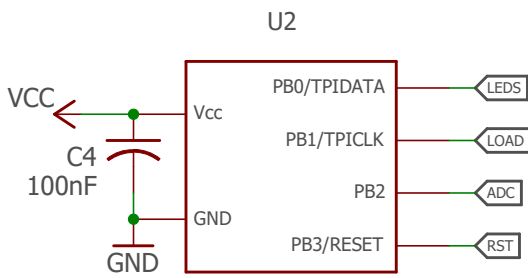 U2
VCC
Vcc
PB0/TPIDATA
LEDS
PB1/TPICLK
LOAD
C4
100nF
PB2
ADC
GND
PB3/RESET
RST
GND